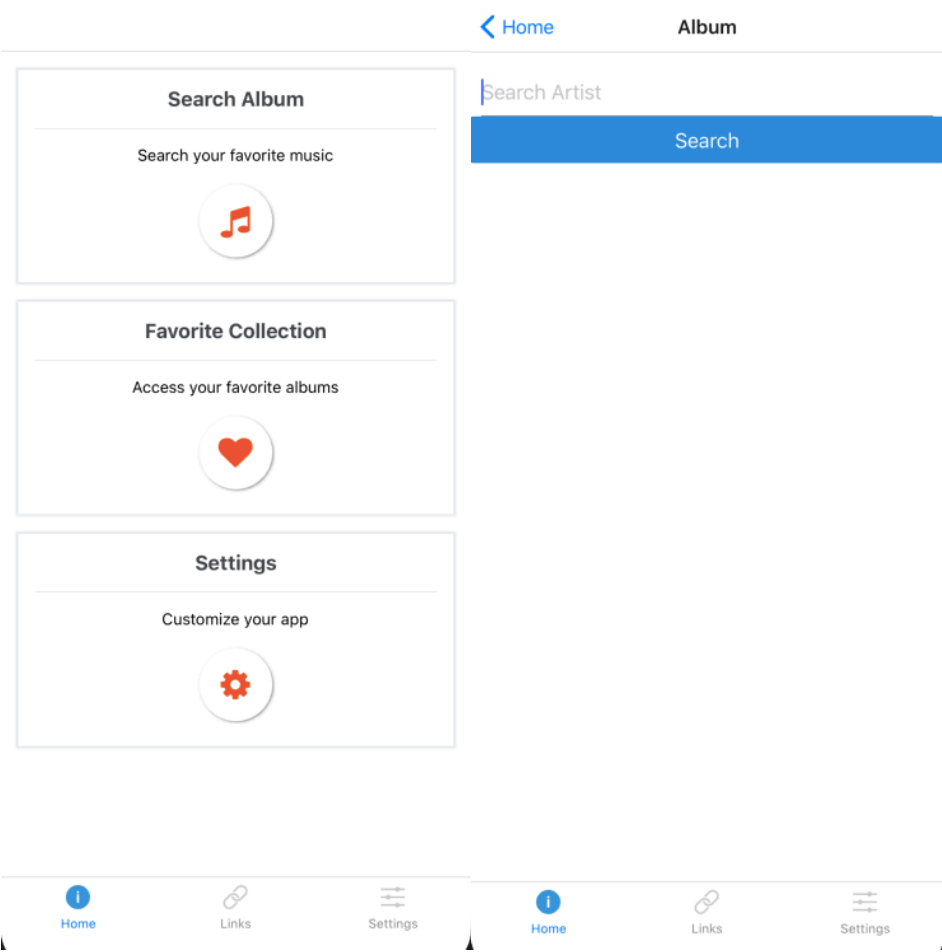 Search Album
Search your favorite music
Favorite Collection
Access your favorite albums
Settings
Customize your app
Home
Links
Settings
Home
Album
Search Artist
Search
Home
Links
Settings